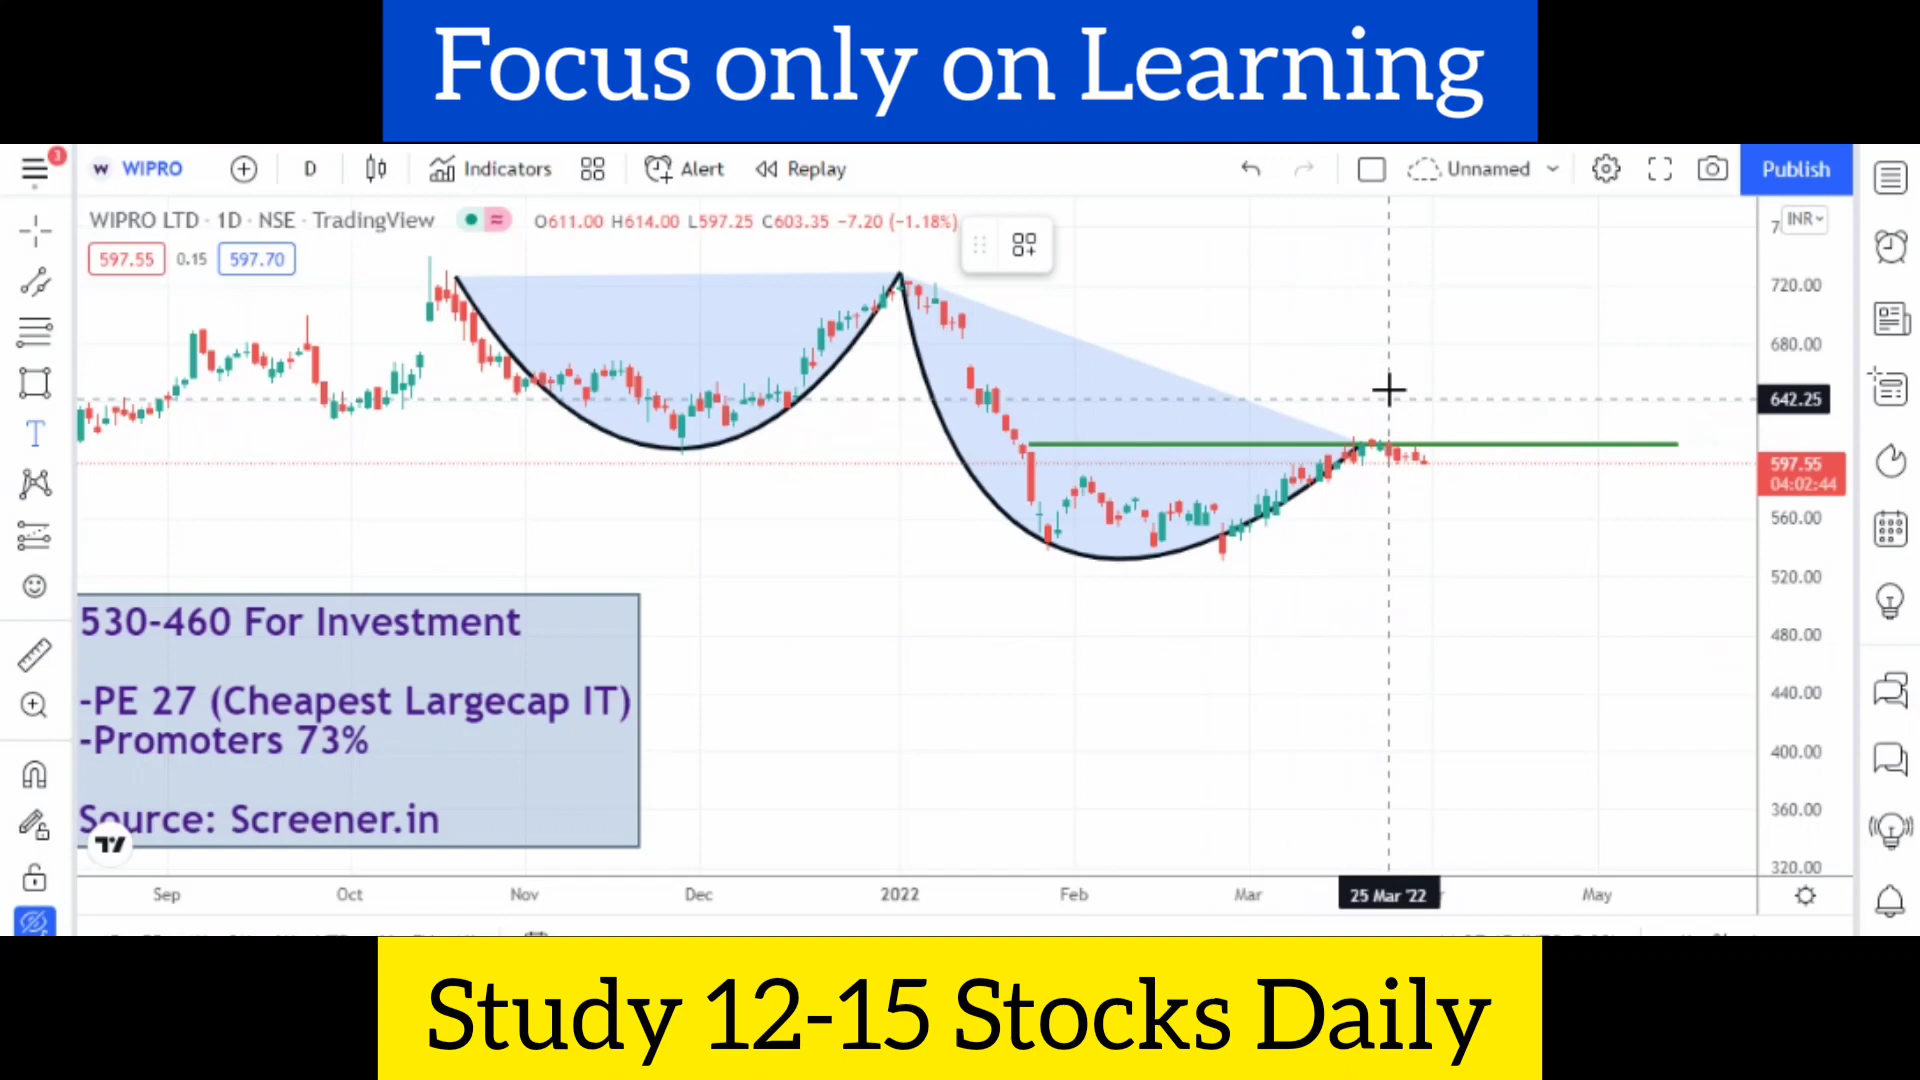 Focus only on Learning
3
W WIPRO
D
Indicators
Alert
Replay
Unnamed
Publish
WIPRO LTD · 1D · NSE · TradingView
O611.00 H614.00 L597.25 C603.35 −7.20 (−1.18%)
INR
597.55 0.15 597.70
720.00
680.00
642.25
597.55
04:02:44
560.00
520.00
480.00
440.00
400.00
360.00
320.00
530-460 For Investment
-PE 27 (Cheapest Largecap IT)
-Promoters 73%
Source: Screener.in
Sep
Oct
Nov
Dec
2022
Feb
Mar
25 Mar '22
May
Study 12-15 Stocks Daily